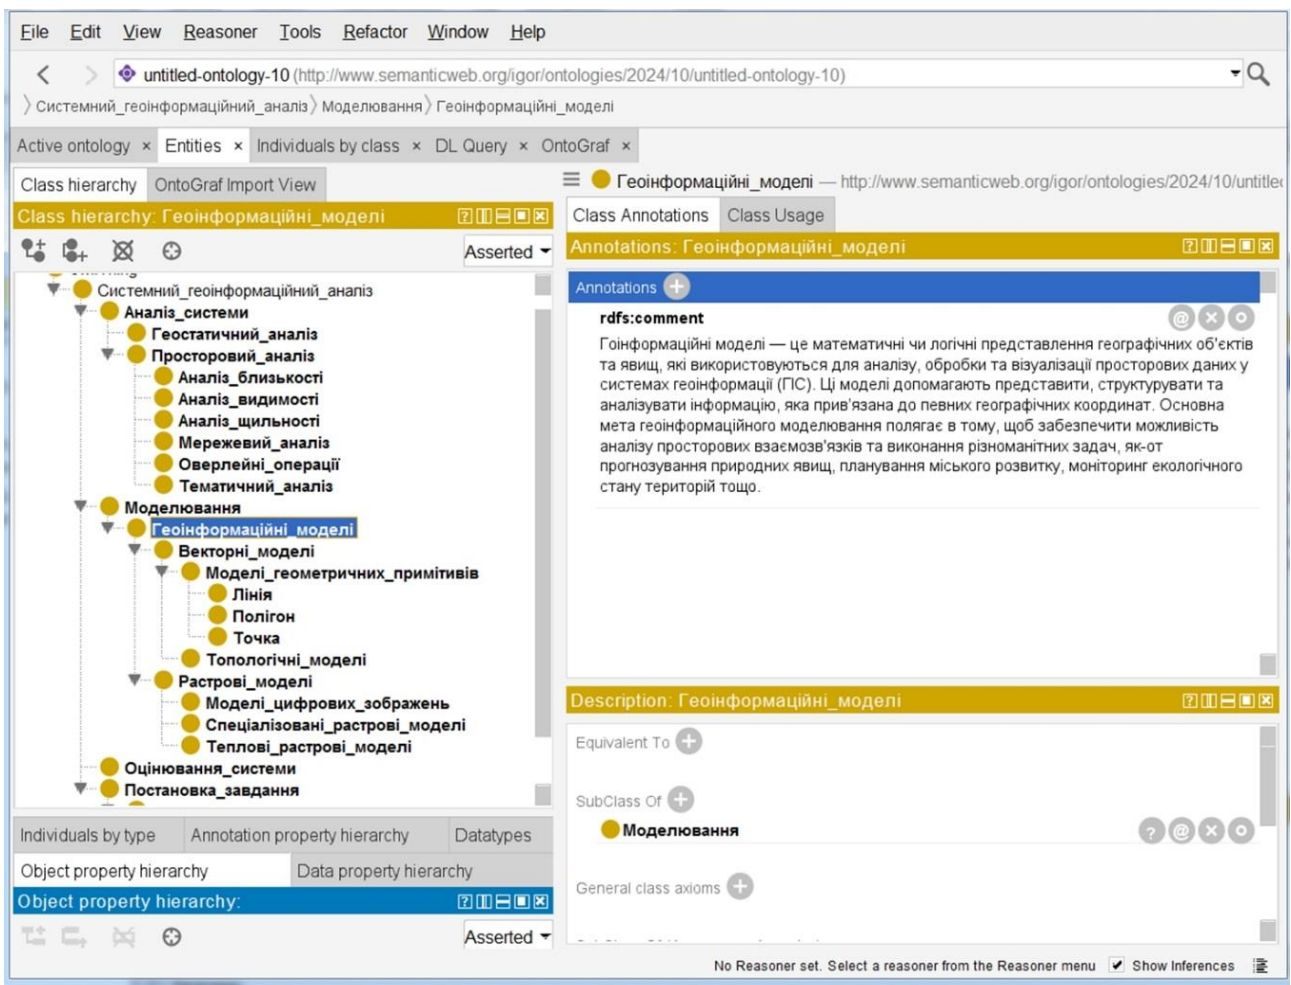 File Edit View Reasoner Tools Refactor Window Help
untitled-ontology-10 (http://www.semanticweb.org/igor/ontologies/2024/10/untitled-ontology-10)
Системний_геоінформаційний_аналіз Моделювання Геоінформаційні_моделі
Active ontology × Entities × Individuals by class × DL Query × OntoGraf ×
Class hierarchy OntoGraf Import View
Class hierarchy: Геоінформаційні_моделі
Asserted
Системний_геоінформаційний_аналіз
Аналіз_системи
Геостатичний_аналіз
Просторовий_аналіз
Аналіз_близькості
Аналіз_видимості
Аналіз_щильності
Мережевий_аналіз
Оверлейні_операції
Тематичний_аналіз
Моделювання
Геоінформаційні_моделі
Векторні_моделі
Моделі_геометричних_примітивів
Лінія
Полігон
Точка
Топологічні_моделі
Растрові_моделі
Моделі_цифрових_зображень
Спеціалізовані_растрові_моделі
Теплові_растрові_моделі
Оцінювання_системи
Постановка_завдання
Individuals by type Annotation property hierarchy Datatypes
Object property hierarchy Data property hierarchy
Object property hierarchy:
Asserted
Геоінформаційні_моделі — http://www.semanticweb.org/igor/ontologies/2024/10/untitle
Class Annotations Class Usage
Annotations: Геоінформаційні_моделі
Annotations
rdfs:comment
Гоінформаційні моделі — це математичні чи логічні представлення географічних об'єктів
та явищ, які використовуються для аналізу, обробки та візуалізації просторових даних у
системах геоінформації (ГІС). Ці моделі допомагають представити, структурувати та
аналізувати інформацію, яка прив'язана до певних географічних координат. Основна
мета геоінформаційного моделювання полягає в тому, щоб забезпечити можливість
аналізу просторових взаємозв'язків та виконання різноманітних задач, як-от
прогнозування природних явищ, планування міського розвитку, моніторинг екологічного
стану територій тощо.
Description: Геоінформаційні_моделі
Equivalent To
SubClass Of
Моделювання
General class axioms
No Reasoner set. Select a reasoner from the Reasoner menu Show Inferences